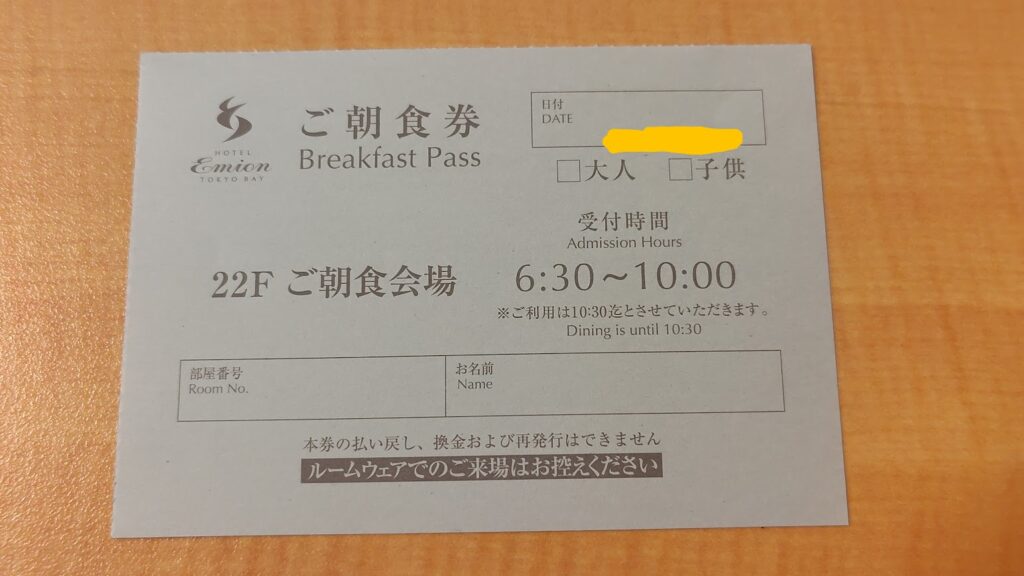 HOTEL
Emion
TOKYO BAY
ご朝食券
Breakfast Pass
日付
DATE
□大人 □子供
受付時間
Admission Hours
22F ご朝食会場
6:30～10:00
※ご利用は10:30迄とさせていただきます。
Dining is until 10:30
部屋番号
Room No.
お名前
Name
本券の払い戻し、換金および再発行はできません
ルームウェアでのご来場はお控えください